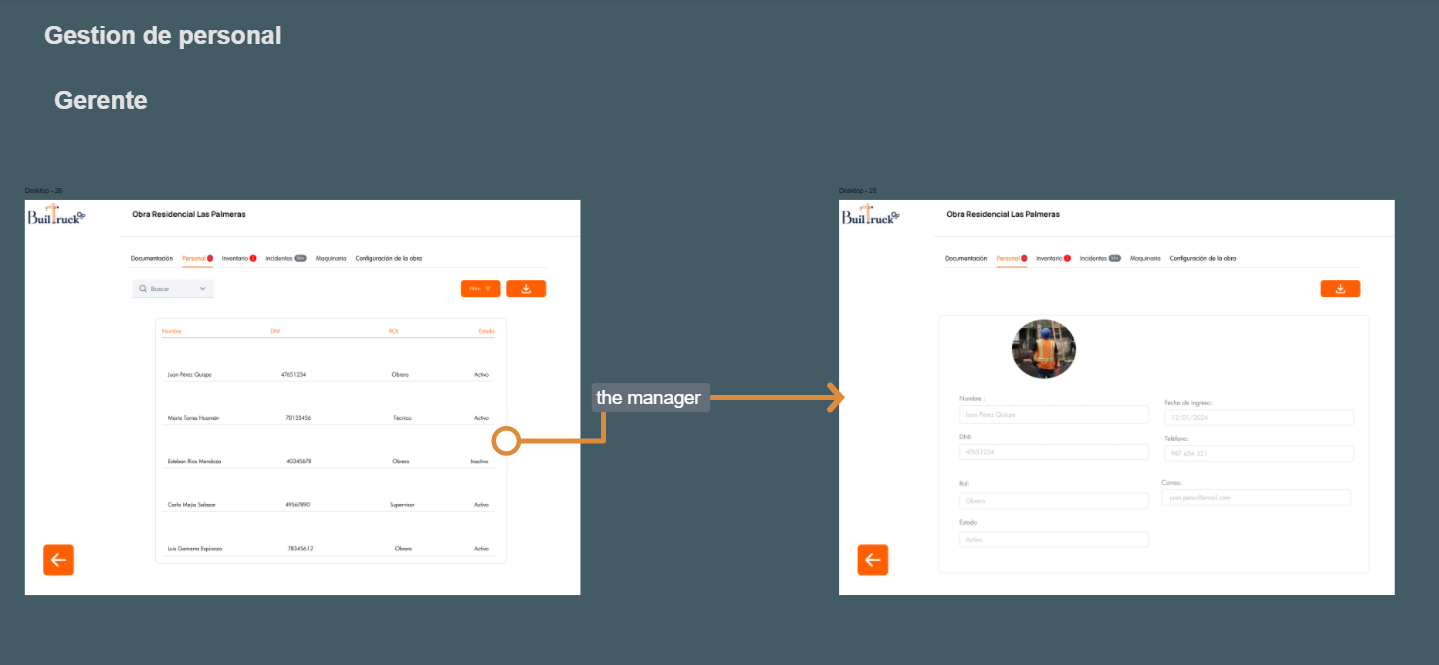 Gestion de personal
Gerente
Desktop - 26
BuilTruck
Obra Residencial Las Palmeras
Documentación Personal Inventario Incidentes Maquinaria Configuración de la obra
Buscar
Filtro
Nombre DNI ROL Estado
Juan Pérez Quispe 47651234 Obrero Activo
María Torres Huamán 70123456 Técnico Activo
Esteban Ríos Mendoza 40345678 Obrero Inactivo
Carla Mejía Salazar 49567890 Supervisor Activo
Luis Gamarra Espinoza 78345612 Obrero Activo
the manager
Desktop - 28
BuilTruck
Obra Residencial Las Palmeras
Documentación Personal Inventario Incidentes Maquinaria Configuración de la obra
Nombre :
Juan Pérez Quispe
Fecha de ingreso:
12/01/2024
DNI:
47651234
Teléfono:
987 654 321
Rol:
Obrero
Correo:
juan.perez@email.com
Estado
Activo